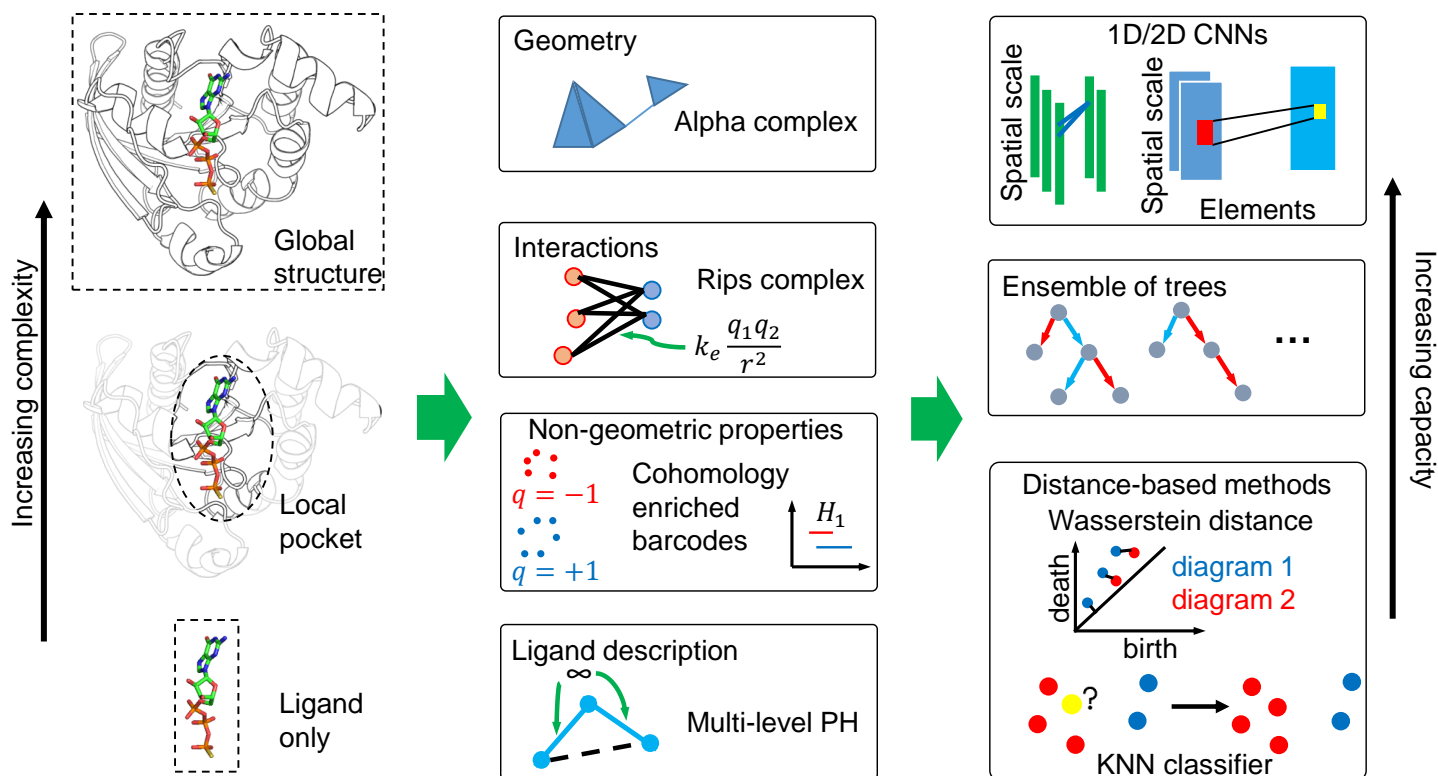 Increasing complexity
Global
structure
Local
pocket
Ligand
only
Geometry
Alpha complex
Interactions
Rips complex
k_e q_1q_2/r^2
Non-geometric properties
q = −1
q = +1
Cohomology
enriched
barcodes
H_1
Ligand description
∞
Multi-level PH
1D/2D CNNs
Spatial scale
Spatial scale
Elements
Ensemble of trees
...
Distance-based methods
Wasserstein distance
death
birth
diagram 1
diagram 2
?
KNN classifier
Increasing capacity